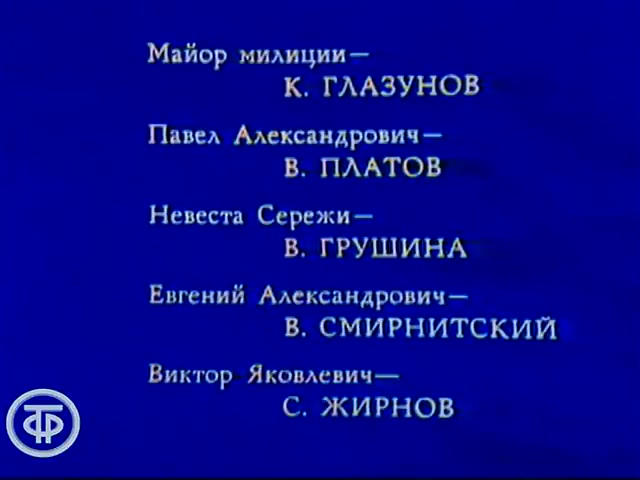 Майор милиции—
К. ГЛАЗУНОВ
Павел Александрович—
В. ПЛАТОВ
Невеста Сережи—
В. ГРУШИНА
Евгений Александрович—
В. СМИРНИТСКИЙ
Виктор Яковлевич—
С. ЖИРНОВ